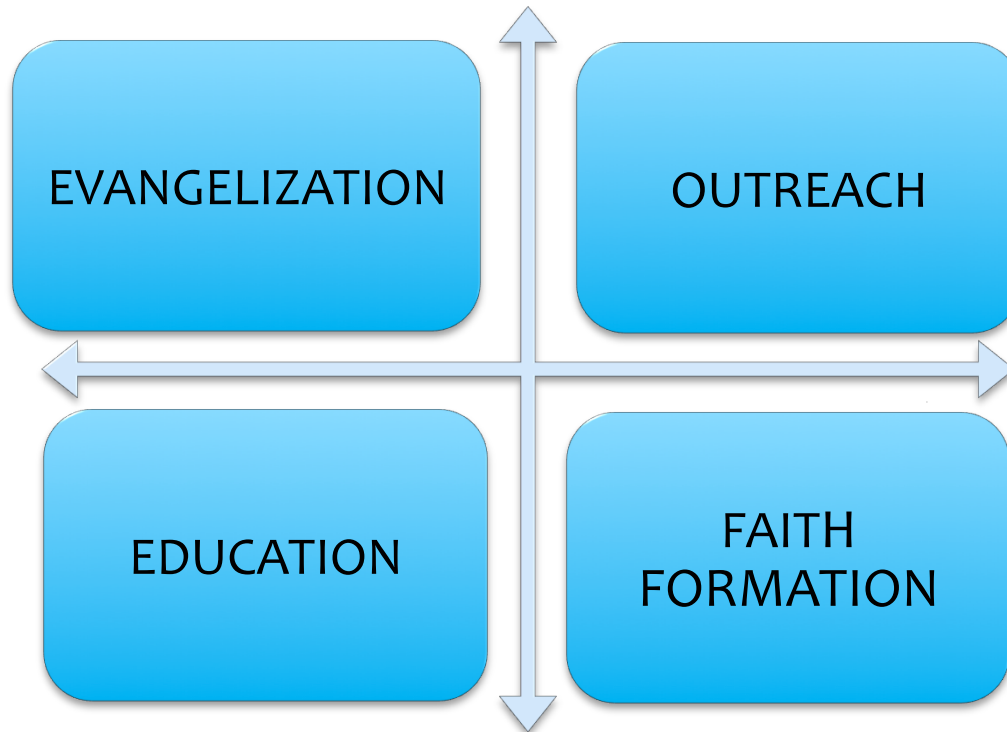 EVANGELIZATION
OUTREACH
EDUCATION
FAITH
FORMATION